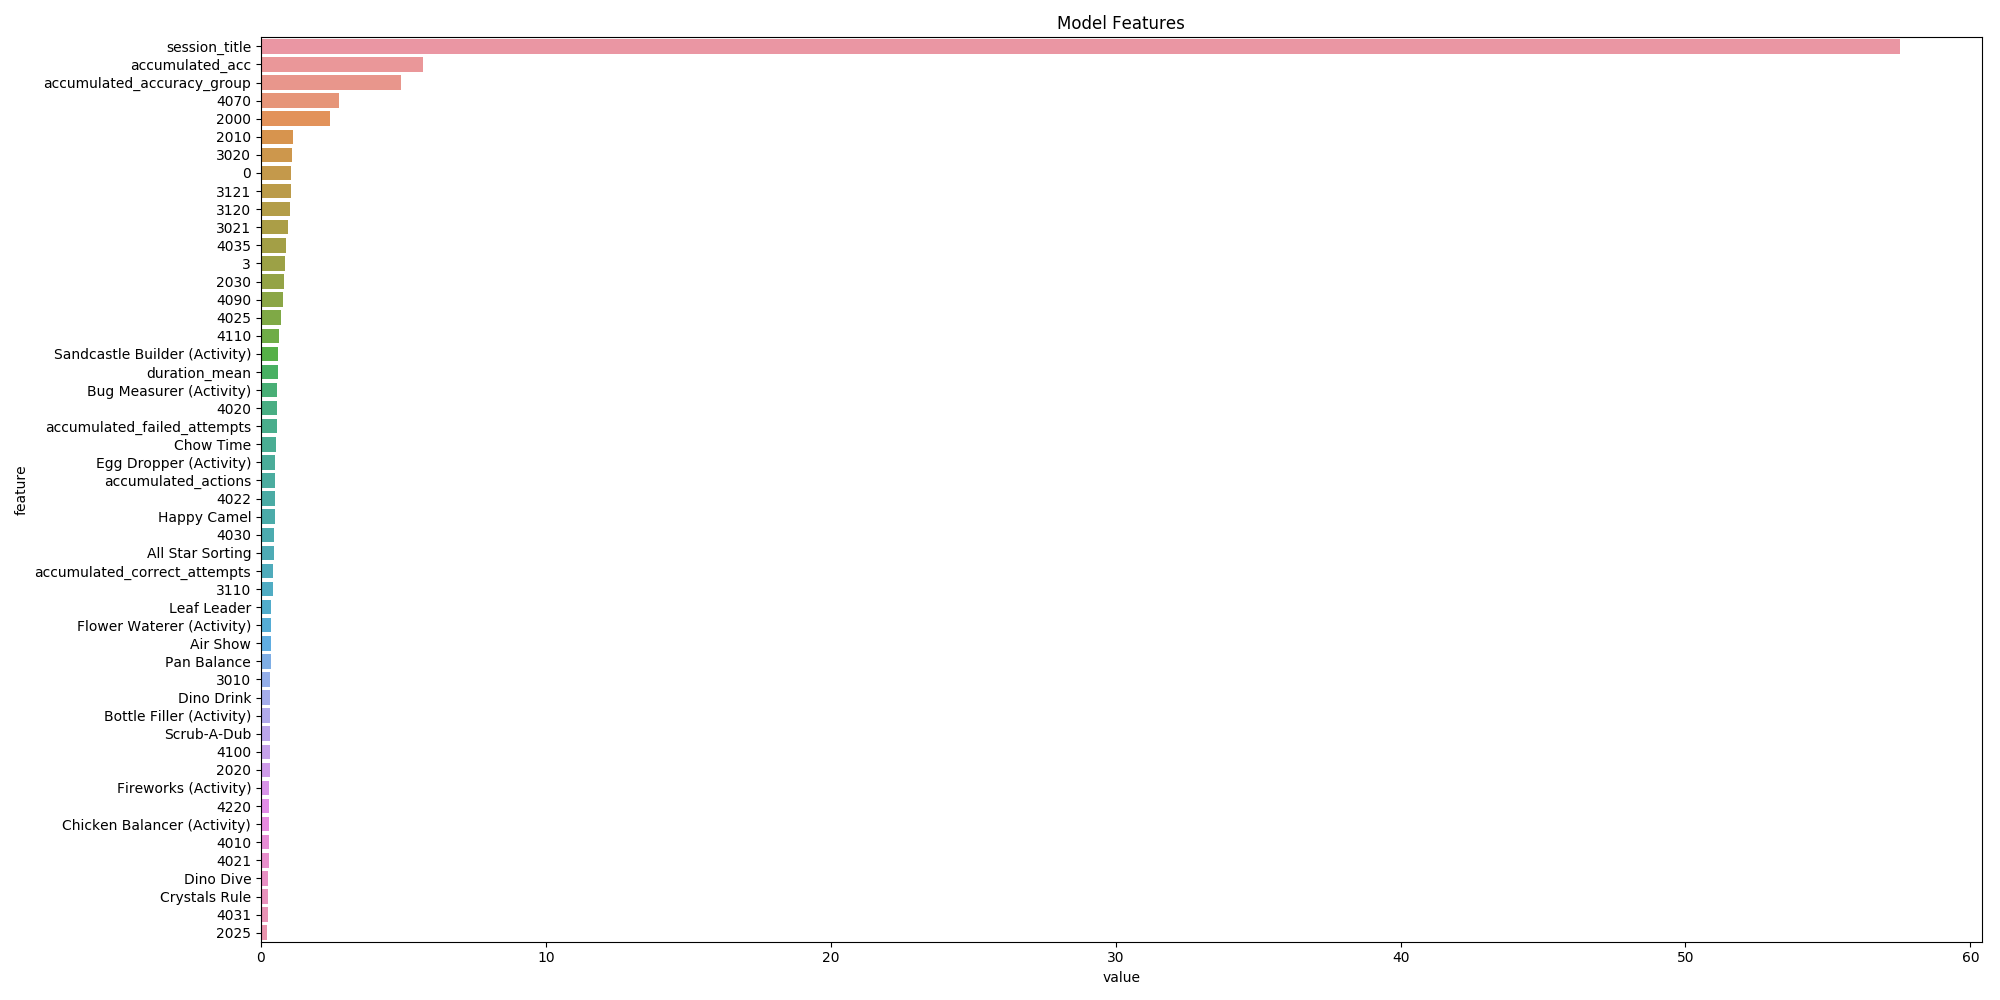 Model Features
session_title
accumulated_acc
accumulated_accuracy_group
4070
2000
2010
3020
0
3121
3120
3021
4035
3
2030
4090
4025
4110
Sandcastle Builder (Activity)
duration_mean
Bug Measurer (Activity)
4020
accumulated_failed_attempts
Chow Time
Egg Dropper (Activity)
accumulated_actions
4022
Happy Camel
4030
All Star Sorting
accumulated_correct_attempts
3110
Leaf Leader
Flower Waterer (Activity)
Air Show
Pan Balance
3010
Dino Drink
Bottle Filler (Activity)
Scrub-A-Dub
4100
2020
Fireworks (Activity)
4220
Chicken Balancer (Activity)
4010
4021
Dino Dive
Crystals Rule
4031
2025
feature
0 10 20 30 40 50 60
value